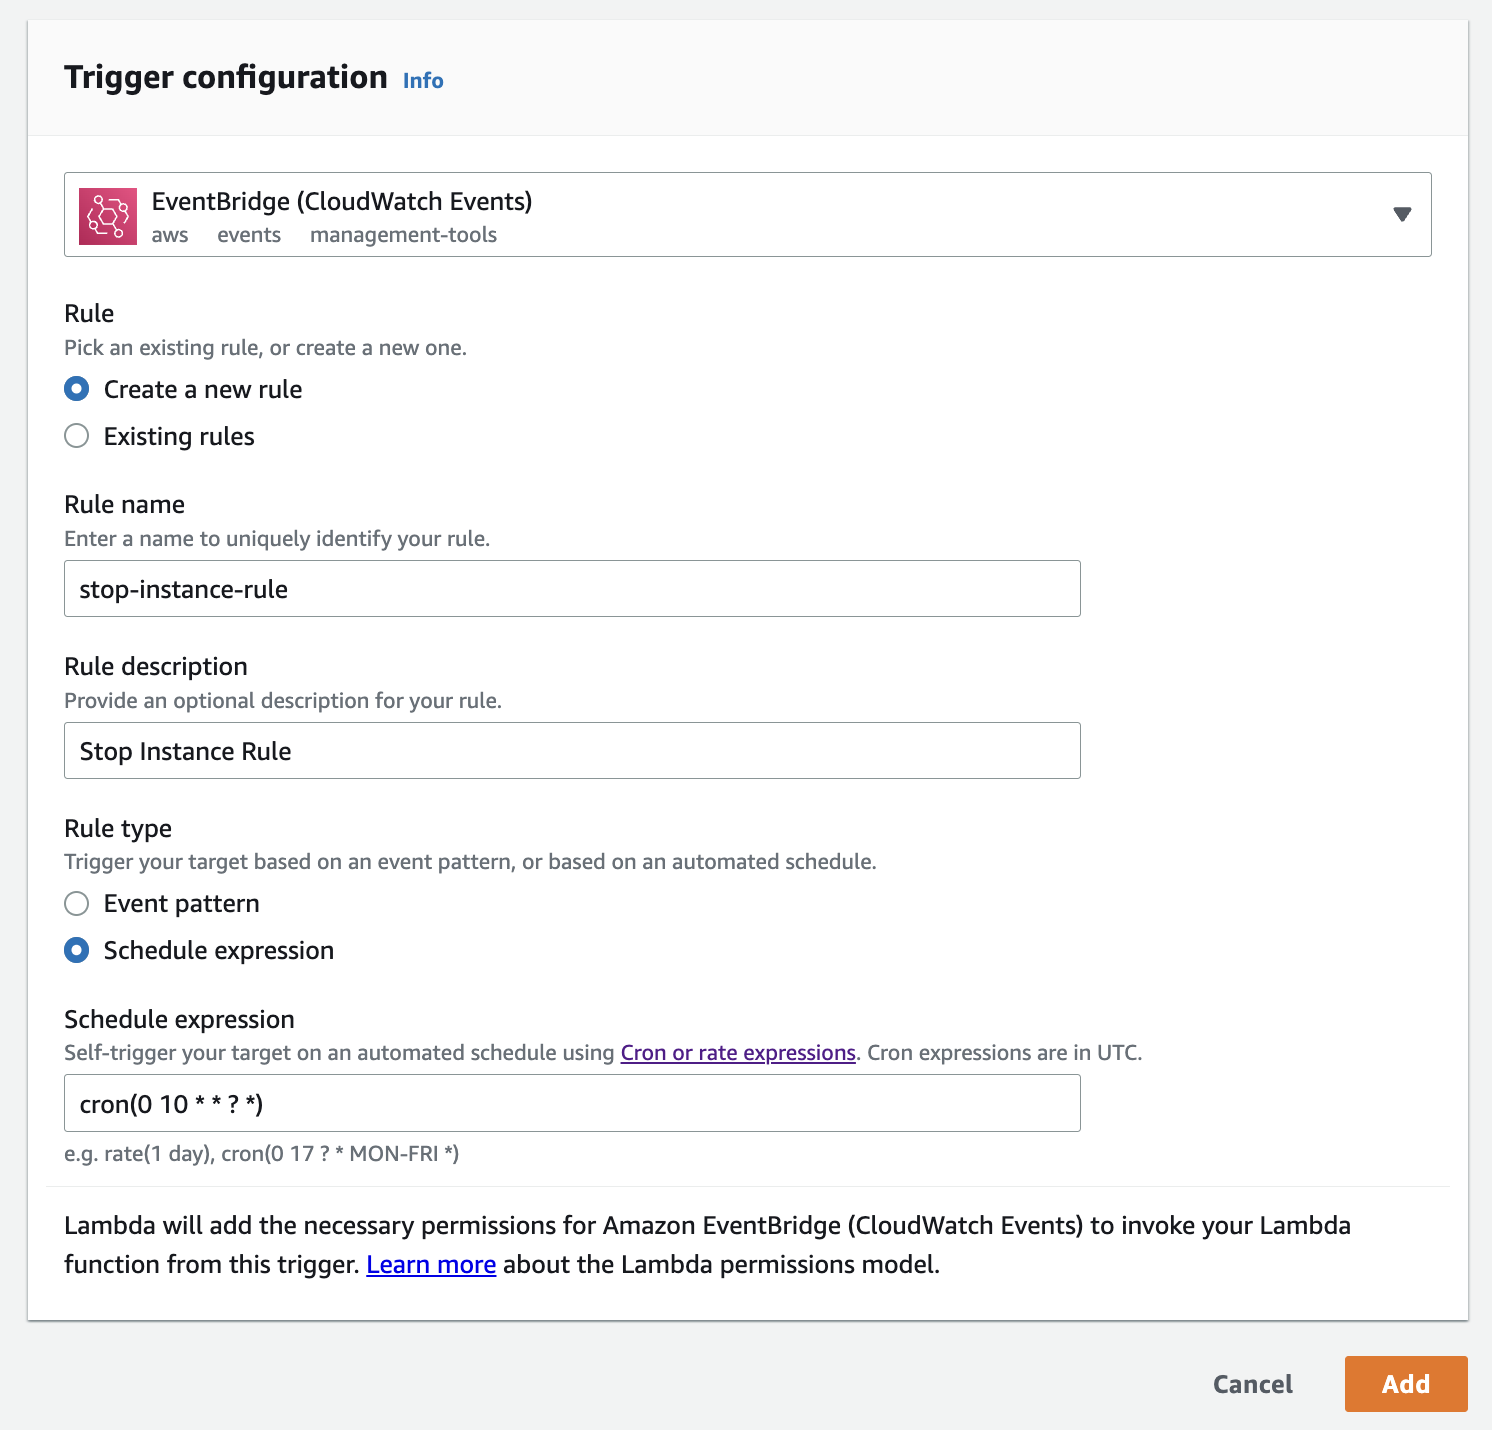 Trigger configuration Info
EventBridge (CloudWatch Events)
aws events management-tools
Rule
Pick an existing rule, or create a new one.
Create a new rule
Existing rules
Rule name
Enter a name to uniquely identify your rule.
stop-instance-rule
Rule description
Provide an optional description for your rule.
Stop Instance Rule
Rule type
Trigger your target based on an event pattern, or based on an automated schedule.
Event pattern
Schedule expression
Schedule expression
Self-trigger your target on an automated schedule using Cron or rate expressions. Cron expressions are in UTC.
cron(0 10 * * ? *)
e.g. rate(1 day), cron(0 17 ? * MON-FRI *)
Lambda will add the necessary permissions for Amazon EventBridge (CloudWatch Events) to invoke your Lambda
function from this trigger. Learn more about the Lambda permissions model.
Cancel Add